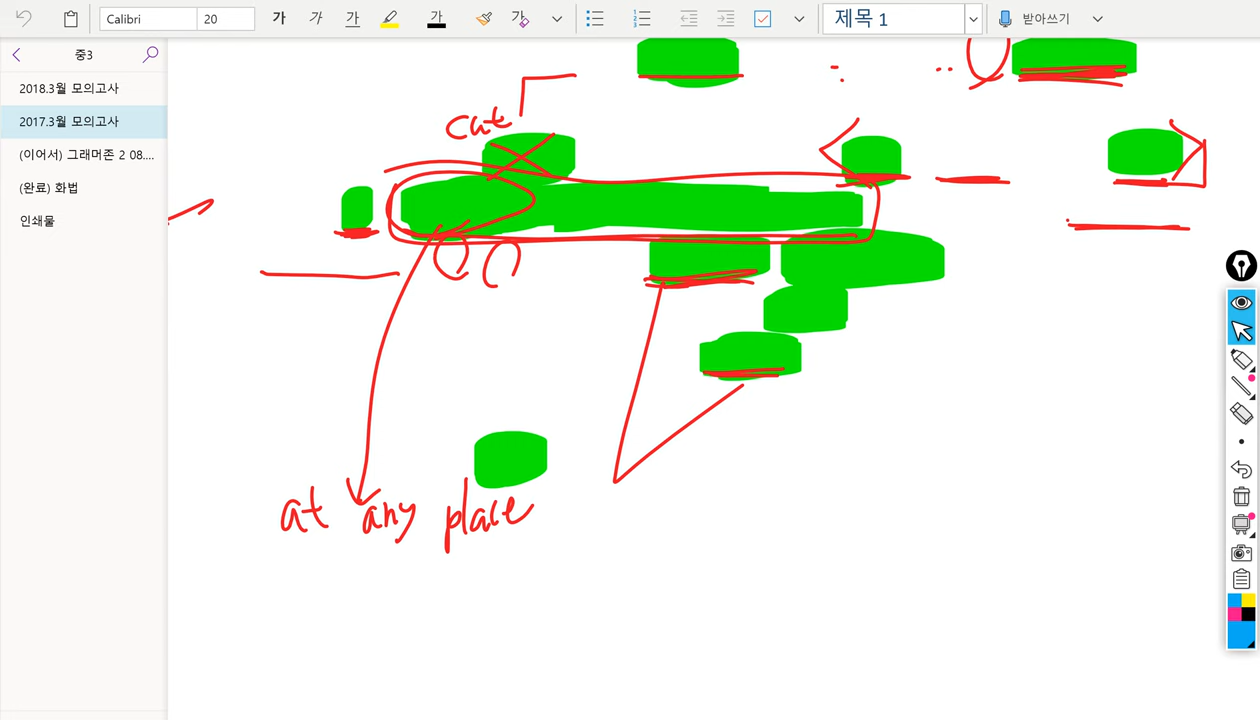 Calibri 20 가 가 가 가 가 제목 1 받아쓰기
중3
2018.3월 모의고사
2017.3월 모의고사
(이어서) 그래머존 2 08....
(완료) 화법
인쇄물
cut
at any place